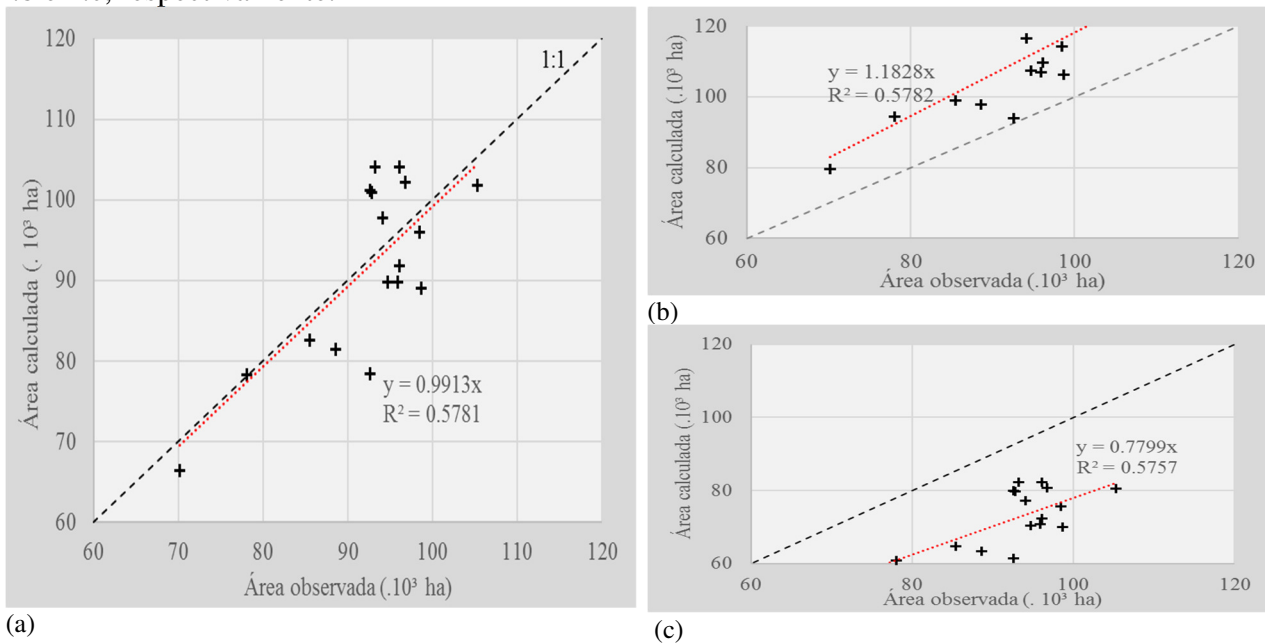 respectivamente.
120
110
100
90
80
70
60
60
70
80
90
100
110
120
1:1
y = 0.9913x
R² = 0.5781
Área calculada (. 10³ ha)
Área observada (.10³ ha)
(a)
120
100
80
60
60
80
100
120
y = 1.1828x
R² = 0.5782
Área calculada (.10³ ha)
Área observada (.10³ ha)
(b)
120
100
80
60
60
80
100
120
y = 0.7799x
R² = 0.5757
Área calculada (.10³ ha)
Área observada (. 10³ ha)
(c)